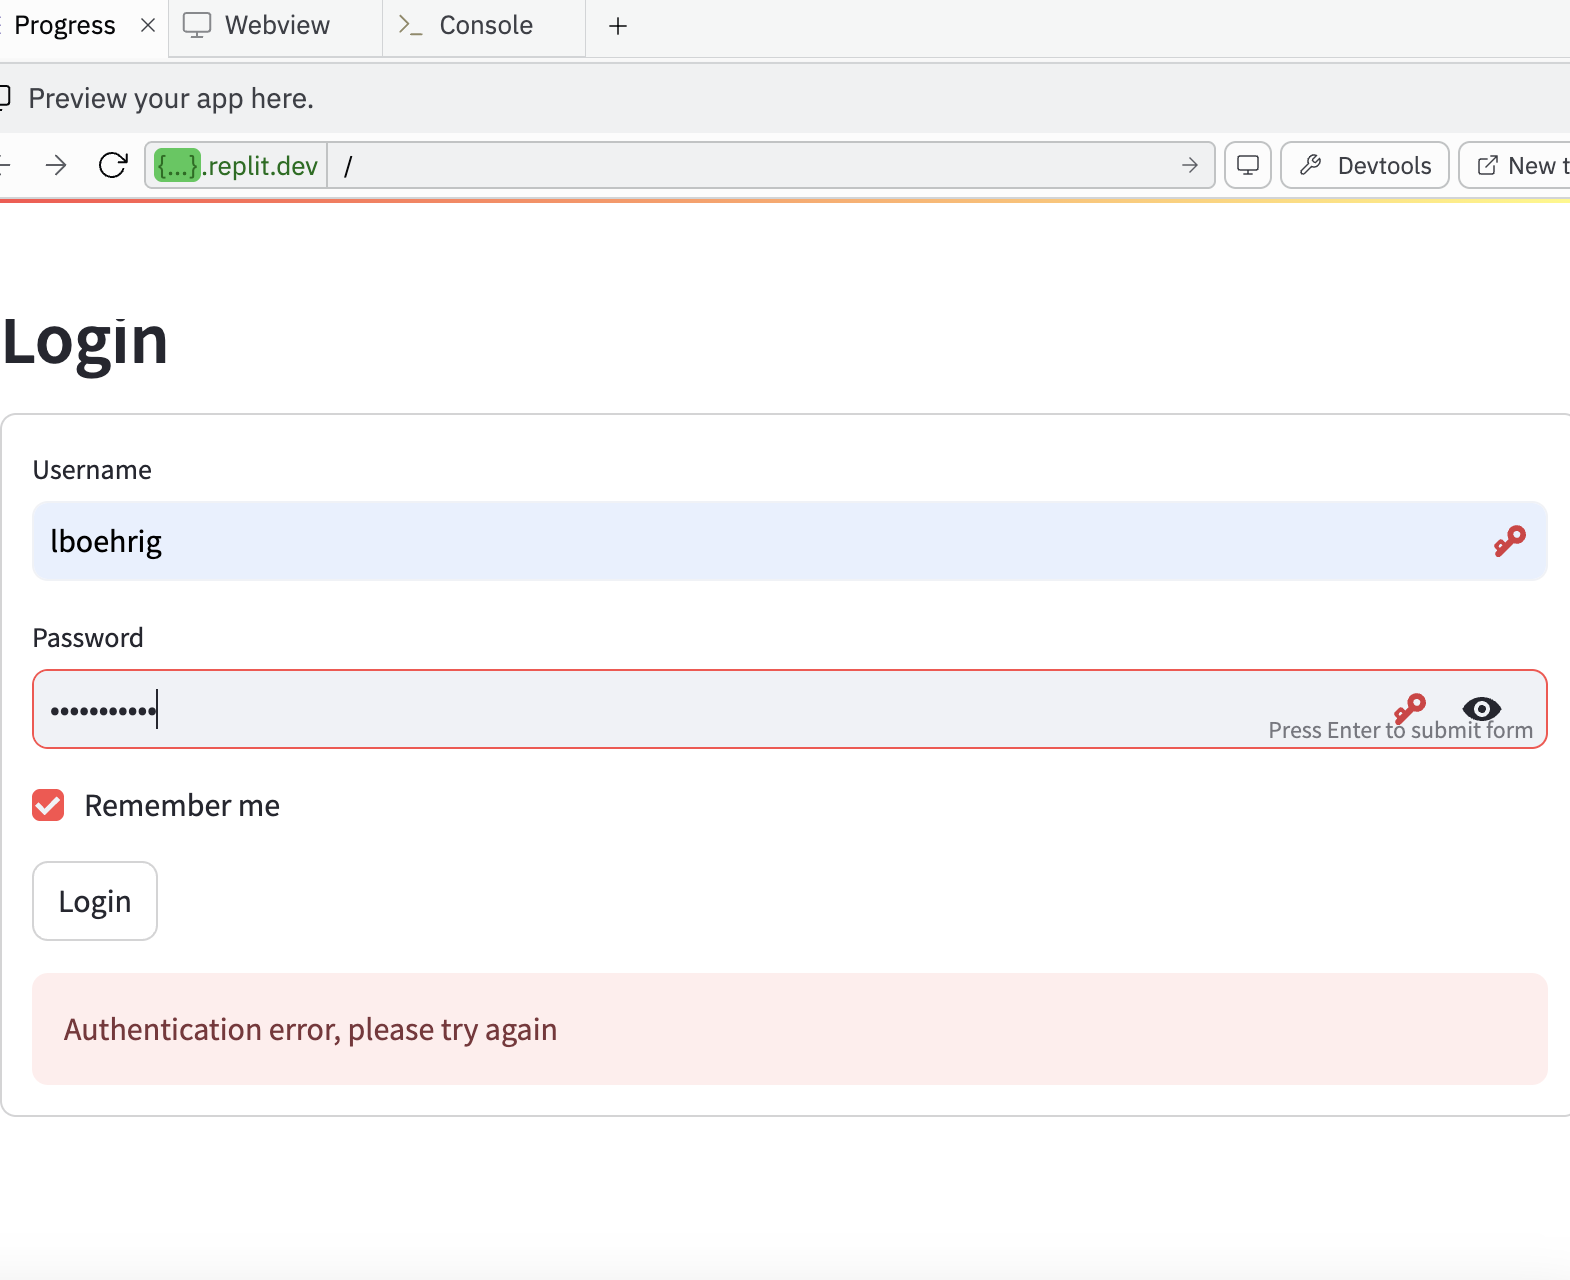 Progress
Webview
Console
Preview your app here.
{...}.replit.dev /
Devtools
New t
Login
Username
lboehrig
Password
•••••••••••
Press Enter to submit form
Remember me
Login
Authentication error, please try again